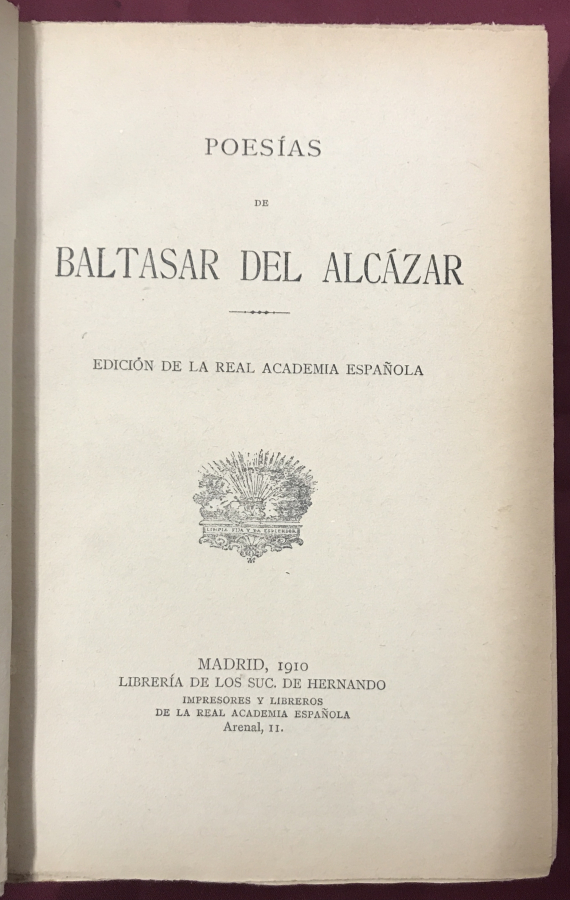 POESÍAS
DE
BALTASAR DEL ALCÁZAR
EDICIÓN DE LA REAL ACADEMIA ESPAÑOLA
LIMPIA FIJA Y DA ESPLENDOR
MADRID, 1910
LIBRERÍA DE LOS SUC. DE HERNANDO
IMPRESORES Y LIBREROS
DE LA REAL ACADEMIA ESPAÑOLA
Arenal, 11.